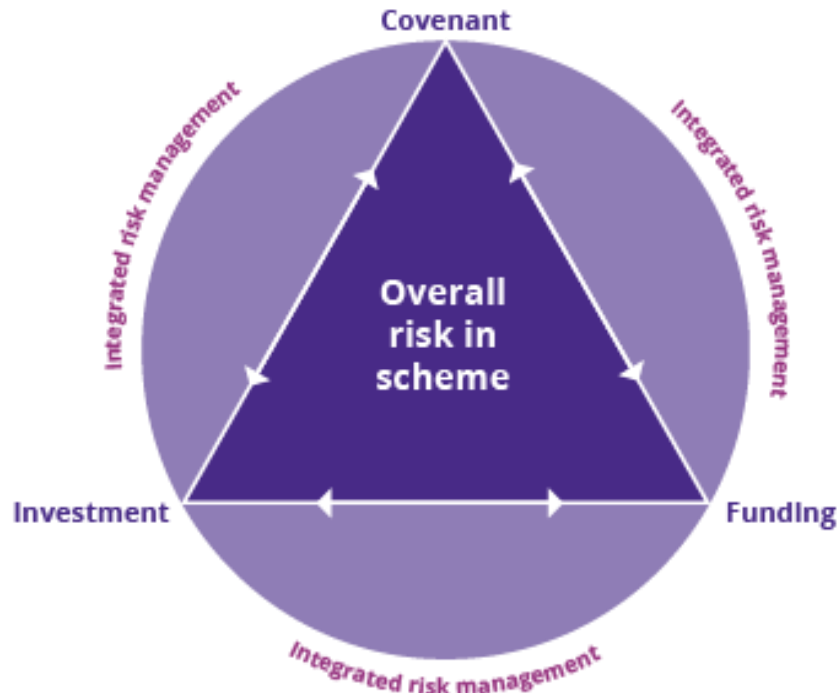 Covenant
Integrated risk management
Integrated risk management
Overall
risk in
scheme
Investment
Funding
Integrated risk management